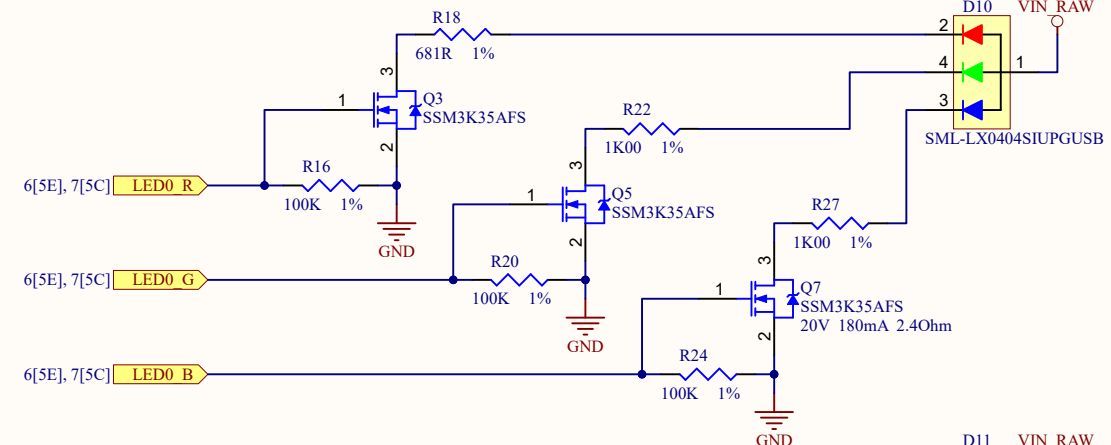 D10 VIN_RAW
R18
2
681R 1%
3
4
1
1
Q3
SSM3K35AFS
3
R22
SML-LX0404SIUPGUSB
2
1K00 1%
3
R16
6[5E], 7[5C] LED0_R
1
Q5
SSM3K35AFS
100K 1%
R27
2
1K00 1%
GND
3
R20
6[5E], 7[5C] LED0_G
1
Q7
SSM3K35AFS
100K 1%
20V 180mA 2.4Ohm
2
GND
R24
6[5E], 7[5C] LED0_B
100K 1%
GND
D11 VIN_RAW